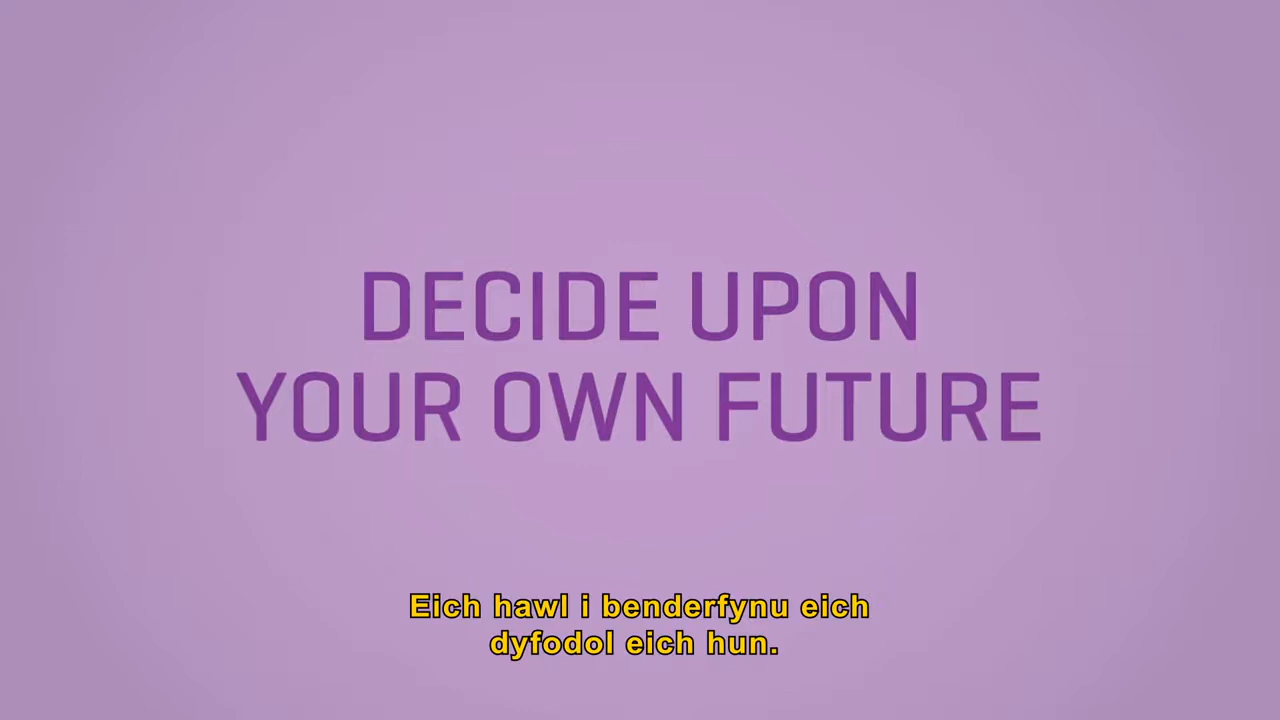 DECIDE UPON
YOUR OWN FUTURE
Eich hawl i benderfynu eich
dyfodol eich hun.